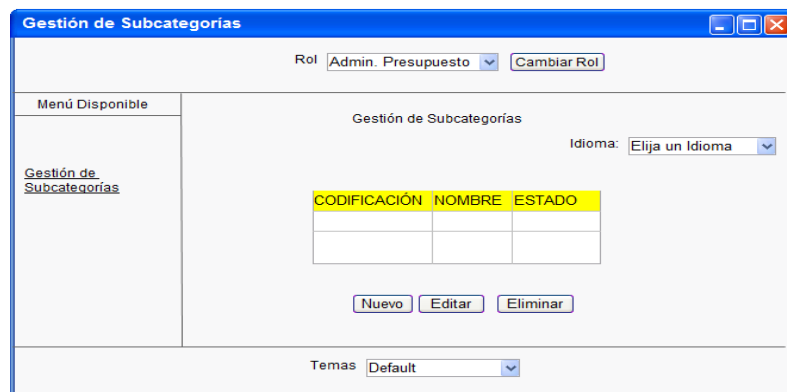 Gestión de Subcategorías
Rol Admin. Presupuesto Cambiar Rol
Menú Disponible
Gestión de Subcategorías
Idioma: Elija un Idioma
Gestión de
Subcategorías
CODIFICACIÓN NOMBRE ESTADO
Nuevo Editar Eliminar
Temas Default